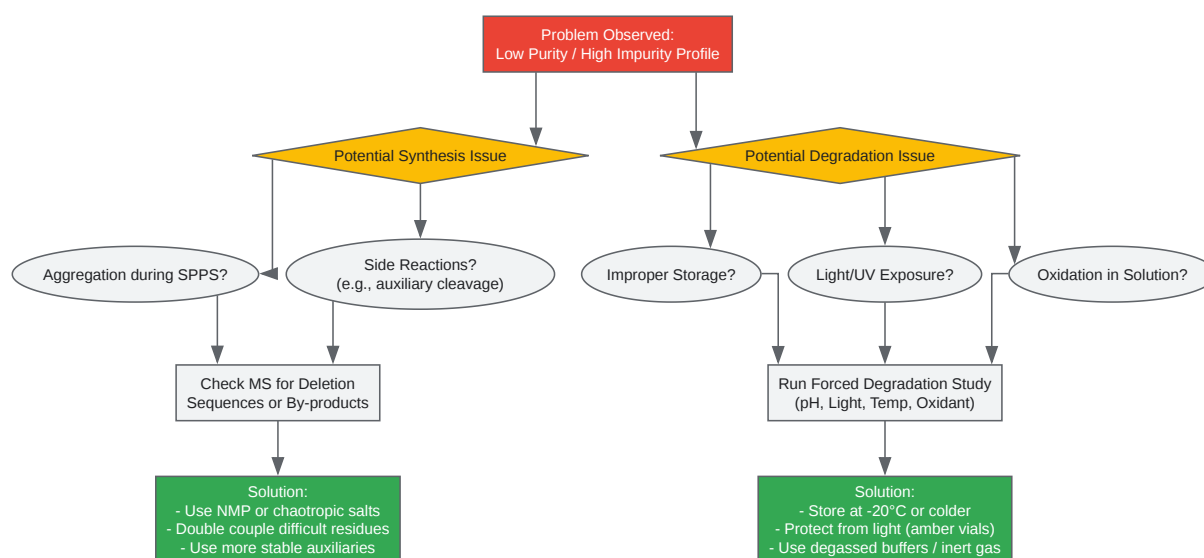 Problem Observed:
Low Purity / High Impurity Profile
Potential Synthesis Issue
Potential Degradation Issue
Aggregation during SPPS?
Side Reactions?
(e.g., auxiliary cleavage)
Improper Storage?
Light/UV Exposure?
Oxidation in Solution?
Check MS for Deletion
Sequences or By-products
Run Forced Degradation Study
(pH, Light, Temp, Oxidant)
Solution:
- Use NMP or chaotropic salts
- Double couple difficult residues
- Use more stable auxiliaries
Solution:
- Store at -20°C or colder
- Protect from light (amber vials)
- Use degassed buffers / inert gas